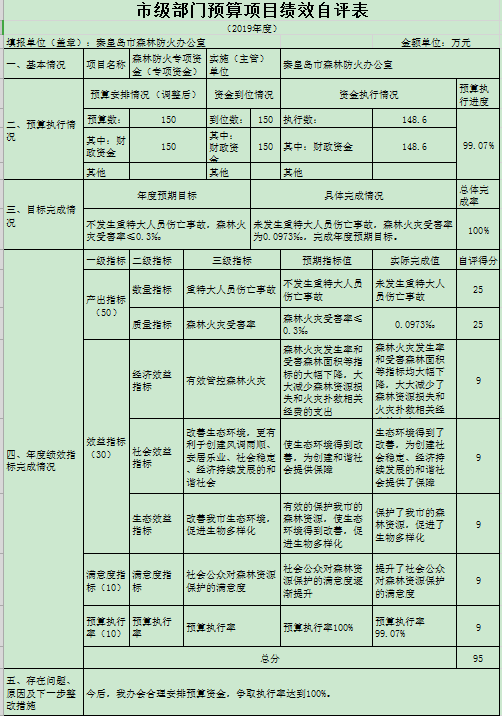 市级部门预算项目绩效自评表
（2019年度）
填报单位（盖章）：秦皇岛市森林防火办公室 金额单位：万元
一、基本情况 项目名称 森林防火专项资金（专项资金） 实施（主管）单位 秦皇岛市森林防火办公室
二、预算执行情况 预算安排情况（调整后） 资金到位情况 资金执行情况 预算执行进度
预算数： 150 到位数： 150 执行数： 148.6 99.07%
其中：财政资金 150 其中：财政资金 150 其中：财政资金 148.6
其他 其他 其他
三、目标完成情况 年度预期目标 具体完成情况 总体完成率
不发生重特大人员伤亡事故，森林火灾受害率≤0.3‰ 未发生重特大人员伤亡事故，森林火灾受害率为0.0973‰，完成年度预期目标。 100%
四、年度绩效指标完成情况 一级指标 二级指标 三级指标 预期指标值 实际完成值 自评得分
产出指标（50） 数量指标 重特大人员伤亡事故 不发生重特大人员伤亡事故 未发生重特大人员伤亡事故 25
质量指标 森林火灾受害率 森林火灾受害率≤0.3‰ 0.0973‰ 25
效益指标（30） 经济效益指标 有效管控森林火灾 森林火灾发生率和受害森林面积等指标的大幅下降，大大减少森林资源损失和火灾扑救相关经费的支出 森林火灾发生率和受害森林面积等指标均大幅下降，大大减少了森林资源损失和火灾扑救相关经 9
社会效益指标 改善生态环境，更有利于创建风调雨顺、安居乐业、社会稳定、经济持续发展的和谐社会 使生态环境得到改善，为创建和谐社会提供保障 生态环境得到了改善，为创建社会稳定、经济持续发展的和谐社会提供了保障 9
生态效益指标 改善我市生态环境，促进生物多样化 有效的保护我市的森林资源，使生态环境得到改善，促进生物多样化 保护了我市的森林资源，促进了生物多样化 9
满意度指标（10） 满意度指标 社会公众对森林资源保护的满意度 社会公众对森林资源保护的满意度逐渐提升 提升了社会公众对森林资源保护的满意度 9
预算执行率（10） 预算执行率 预算执行率 预算执行率100% 预算执行率99.07% 9
总分 95
五、存在问题、原因及下一步整改措施 今后，我办会合理安排预算资金，争取执行率达到100%。